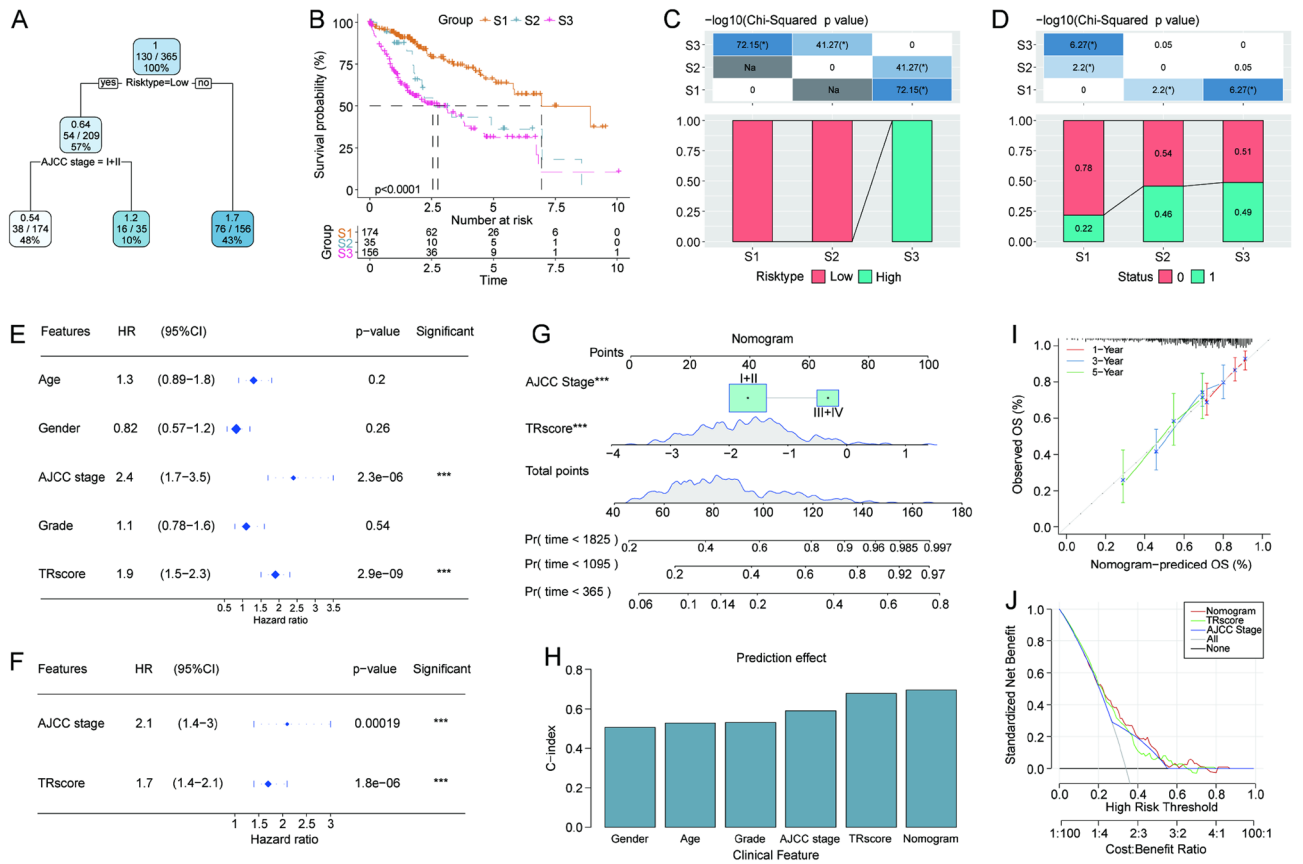 A
1
130 / 365
100%
yes Risktype=Low no
0.64
54 / 209
57%
AJCC stage = I+II
0.54
38 / 174
48%
1.2
16 / 35
10%
1.7
76 / 156
43%
B
Group S1 S2 S3
Survival probability (%)
100
75
50
25
0
p<0.0001
0 2.5 5 7.5 10
Number at risk
Group
S1 174 62 26 6 0
S2 35 10 5 1 0
S3 156 36 9 1 1
0 2.5 5 7.5 10
Time
C
−log10(Chi−Squared p value)
S3 72.15(*) 41.27(*) 0
S2 Na 0 41.27(*)
S1 0 Na 72.15(*)
1.00
0.75
0.50
0.25
0.00
S1 S2 S3
Risktype Low High
D
−log10(Chi−Squared p value)
S3 6.27(*) 0.05 0
S2 2.2(*) 0 0.05
S1 0 2.2(*) 6.27(*)
1.00
0.75
0.50
0.25
0.00
0.78 0.54 0.51
0.22 0.46 0.49
S1 S2 S3
Status 0 1
E
Features HR (95%CI) p−value Significant
Age 1.3 (0.89−1.8) 0.2
Gender 0.82 (0.57−1.2) 0.26
AJCC stage 2.4 (1.7−3.5) 2.3e−06 ***
Grade 1.1 (0.78−1.6) 0.54
TRscore 1.9 (1.5−2.3) 2.9e−09 ***
0.5 1 1.5 2 2.5 3 3.5
Hazard ratio
F
Features HR (95%CI) p−value Significant
AJCC stage 2.1 (1.4−3) 0.00019 ***
TRscore 1.7 (1.4−2.1) 1.8e−06 ***
1 1.5 2 3
Hazard ratio
G
Nomogram
Points
0 20 40 60 80 100
AJCC Stage***
I+II
III+IV
TRscore***
−4 −3 −2 −1 0 1
Total points
40 60 80 100 120 140 160 180
Pr( time < 1825 )
0.2 0.4 0.6 0.8 0.9 0.96 0.985 0.997
Pr( time < 1095 )
0.2 0.4 0.6 0.8 0.92 0.97
Pr( time < 365 )
0.06 0.1 0.14 0.2 0.4 0.6 0.8
H
Prediction effect
C−index
0.8
0.6
0.4
0.2
0.0
Gender Age Grade AJCC stage TRscore Nomogram
Clinical Feature
I
1−Year
3−Year
5−Year
Observed OS (%)
1.0
0.8
0.6
0.4
0.2
0.0
0.0 0.2 0.4 0.6 0.8 1.0
Nomogram−prediced OS (%)
J
Nomogram
TRscore
AJCC Stage
All
None
Standardized Net Benefit
1.0
0.8
0.6
0.4
0.2
0.0
0.0 0.2 0.4 0.6 0.8 1.0
High Risk Threshold
1:100 1:4 2:3 3:2 4:1 100:1
Cost:Benefit Ratio